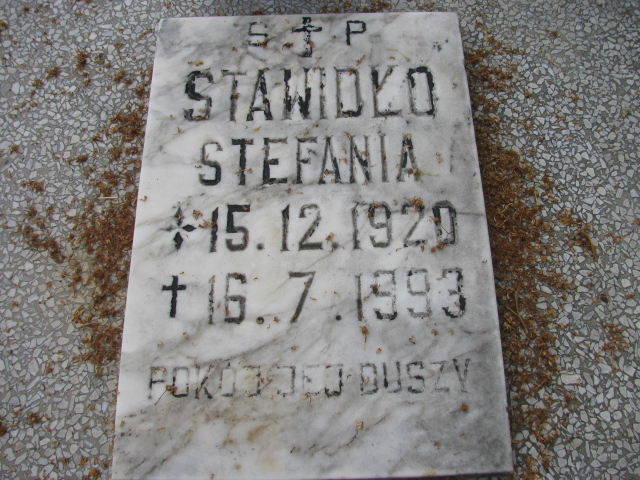 S † P
STAWIDŁO
STEFANIA
* 15.12.1920
† 16.7.1993
POKÓJ JEJ DUSZY